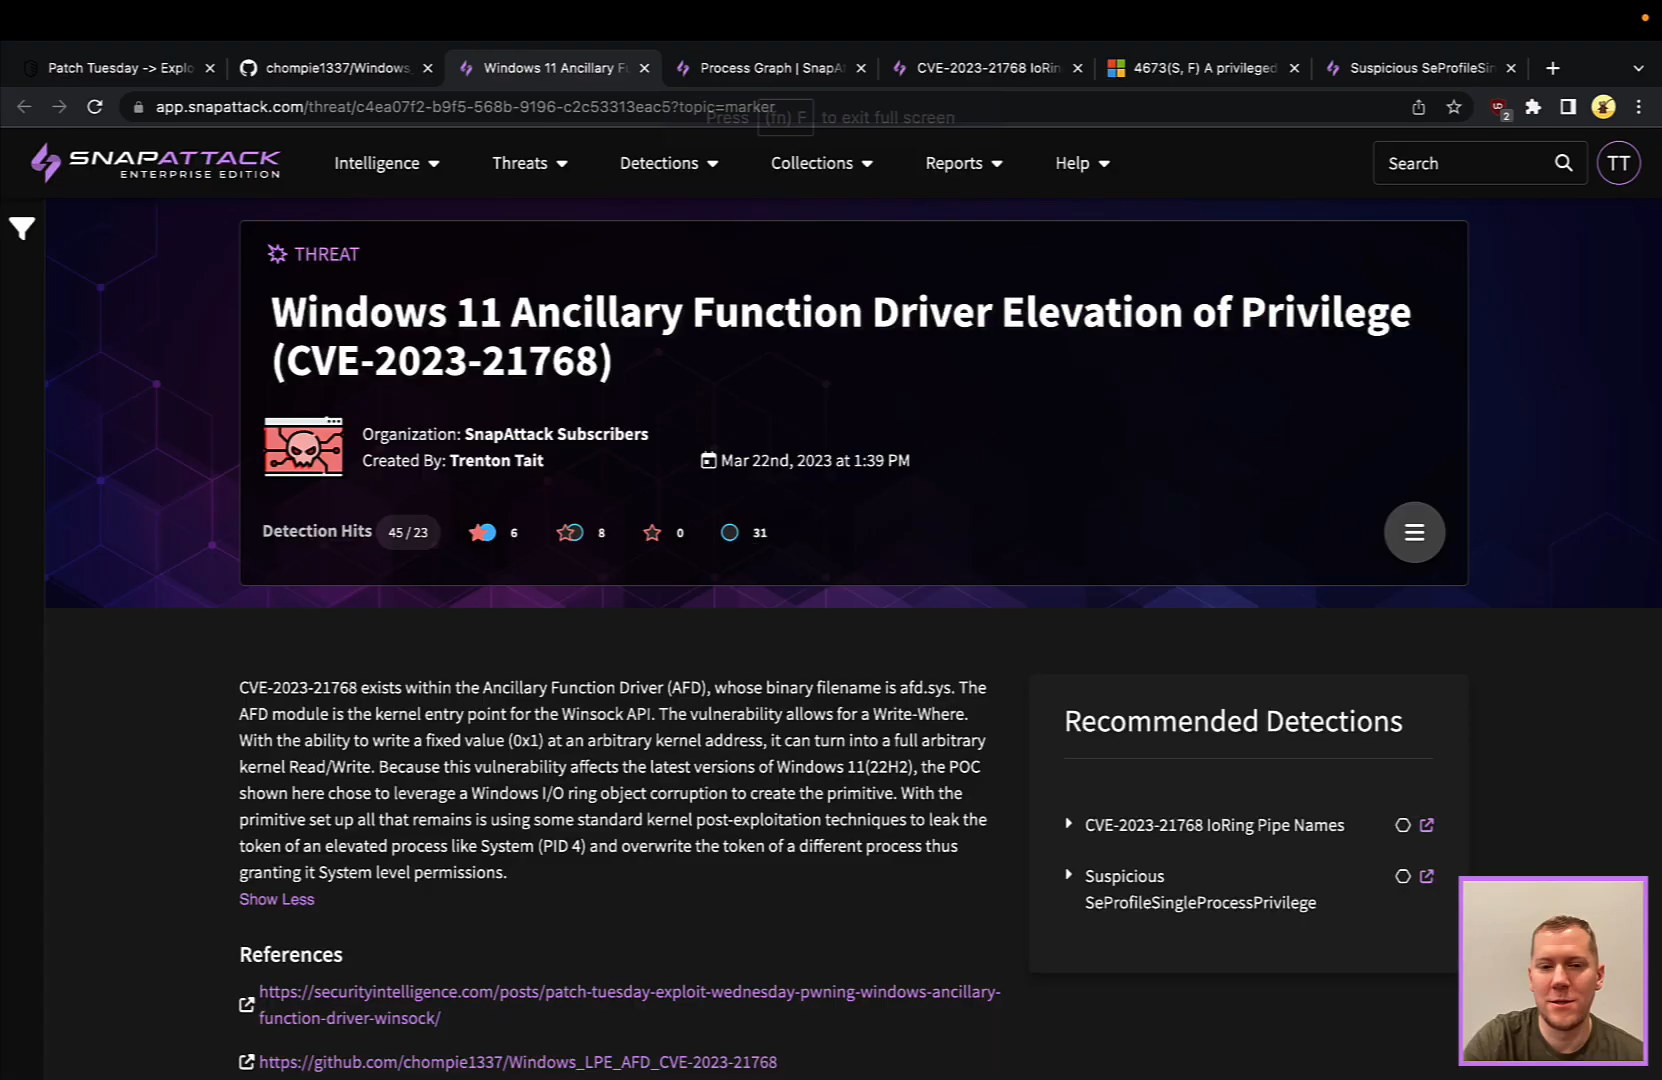 Patch Tuesday -> Explo
chompie1337/Windows_
Windows 11 Ancillary Fu
Process Graph | SnapAt
CVE-2023-21768 IoRin
4673(S, F) A privileged
Suspicious SeProfileSin
app.snapattack.com/threat/c4ea07f2-b9f5-568b-9196-c2c53313eac5?topic=marker
2
Press (fn) F to exit full screen
SNAPATTACK
ENTERPRISE EDITION
Intelligence
Threats
Detections
Collections
Reports
Help
Search
TT
THREAT
Windows 11 Ancillary Function Driver Elevation of Privilege
(CVE-2023-21768)
Organization: SnapAttack Subscribers
Created By: Trenton Tait
Mar 22nd, 2023 at 1:39 PM
Detection Hits 45 / 23 6 8 0 31
CVE-2023-21768 exists within the Ancillary Function Driver (AFD), whose binary filename is afd.sys. The
AFD module is the kernel entry point for the Winsock API. The vulnerability allows for a Write-Where.
With the ability to write a fixed value (0x1) at an arbitrary kernel address, it can turn into a full arbitrary
kernel Read/Write. Because this vulnerability affects the latest versions of Windows 11(22H2), the POC
shown here chose to leverage a Windows I/O ring object corruption to create the primitive. With the
primitive set up all that remains is using some standard kernel post-exploitation techniques to leak the
token of an elevated process like System (PID 4) and overwrite the token of a different process thus
granting it System level permissions.
Show Less
References
https://securityintelligence.com/posts/patch-tuesday-exploit-wednesday-pwning-windows-ancillary-
function-driver-winsock/
https://github.com/chompie1337/Windows_LPE_AFD_CVE-2023-21768
Recommended Detections
CVE-2023-21768 IoRing Pipe Names
Suspicious
SeProfileSingleProcessPrivilege